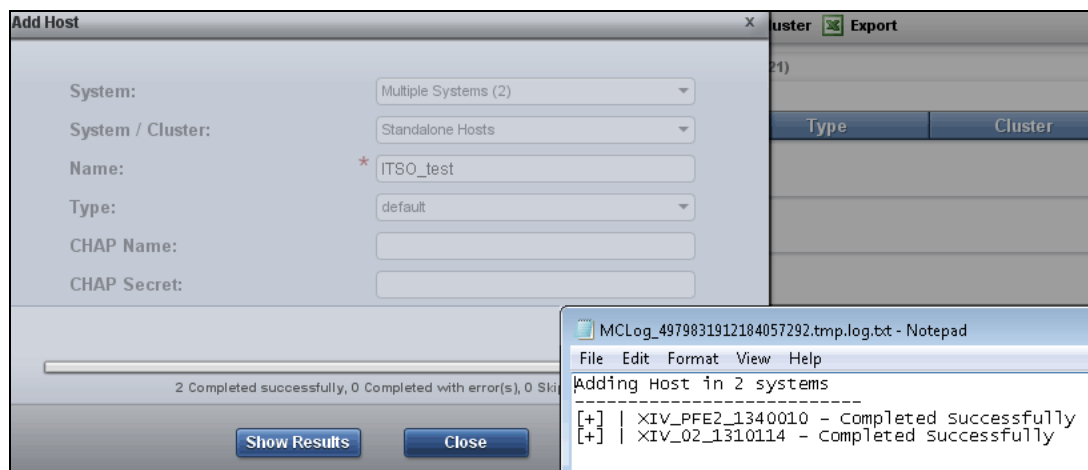 Add Host
x
luster Export
21)
System:
Multiple Systems (2)
Type
Cluster
System / Cluster:
Standalone Hosts
Name:
* ITSO_test
Type:
default
CHAP Name:
CHAP Secret:
2 Completed successfully, 0 Completed with error(s), 0 Ski
Show Results
Close
MCLog_4979831912184057292.tmp.log.txt - Notepad
File Edit Format View Help
Adding Host in 2 systems
----------------------------
[+] | XIV_PFE2_1340010 - Completed Successfully
[+] | XIV_02_1310114 - Completed Successfully